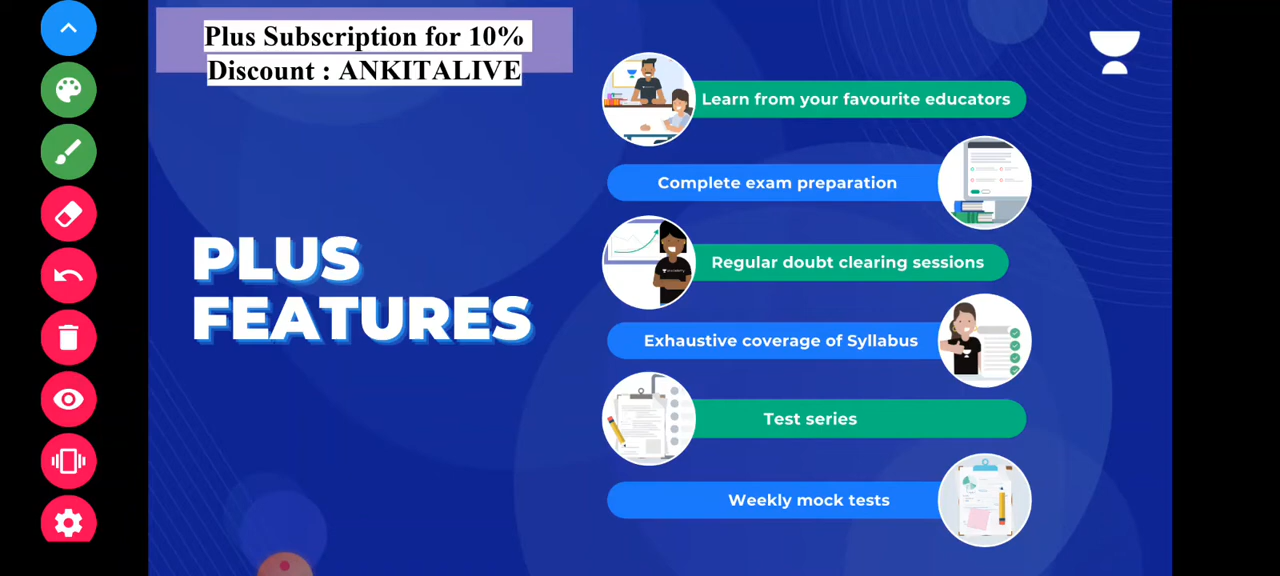 Plus Subscription for 10%
Discount : ANKITALIVE
Learn from your favourite educators
Complete exam preparation
PLUS
FEATURES
Regular doubt clearing sessions
Exhaustive coverage of Syllabus
Test series
Weekly mock tests